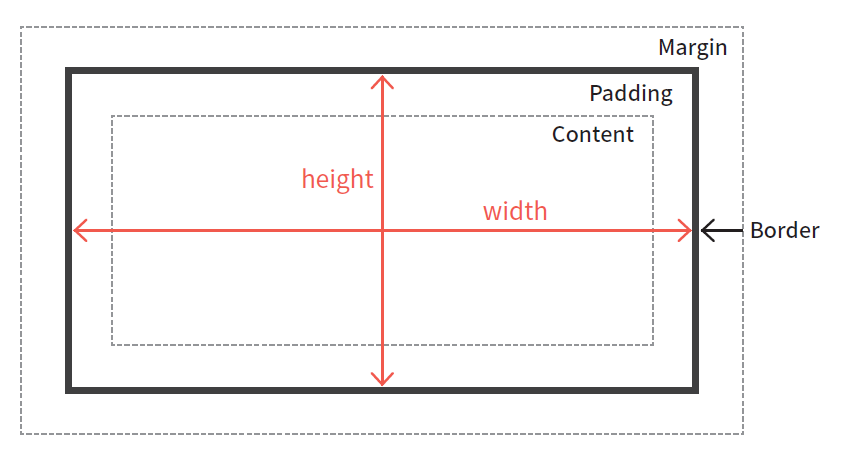 Margin
Padding
Content
height
width
Border